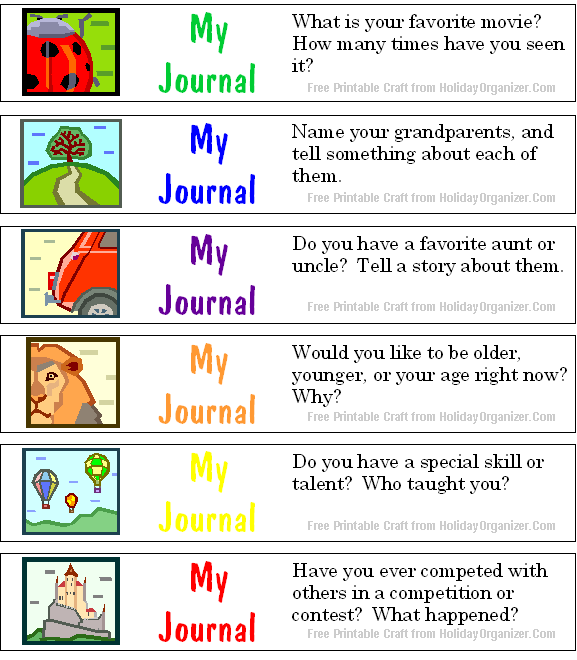 My
Journal
What is your favorite movie?
How many times have you seen
it?
Free Printable Craft from HolidayOrganizer.Com
My
Journal
Name your grandparents, and
tell something about each of
them.
Free Printable Craft from HolidayOrganizer.Com
My
Journal
Do you have a favorite aunt or
uncle?  Tell a story about them.
Free Printable Craft from HolidayOrganizer.Com
My
Journal
Would you like to be older,
younger, or your age right now?
Why?
Free Printable Craft from HolidayOrganizer.Com
My
Journal
Do you have a special skill or
talent?  Who taught you?
Free Printable Craft from HolidayOrganizer.Com
My
Journal
Have you ever competed with
others in a competition or
contest?  What happened?
Free Printable Craft from HolidayOrganizer.Com